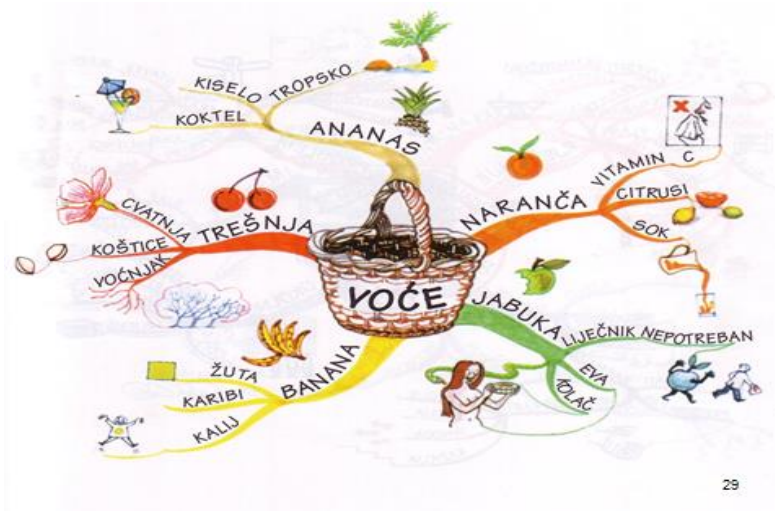 VOĆE
ANANAS
KISELO
TROPSKO
KOKTEL
NARANČA
VITAMIN C
CITRUSI
SOK
JABUKA
LIJEČNIK NEPOTREBAN
EVA
KOLAČ
BANANA
ŽUTA
KARIBI
KALIJ
TREŠNJA
CVATNJA
KOŠTICE
VOĆNJAK
29